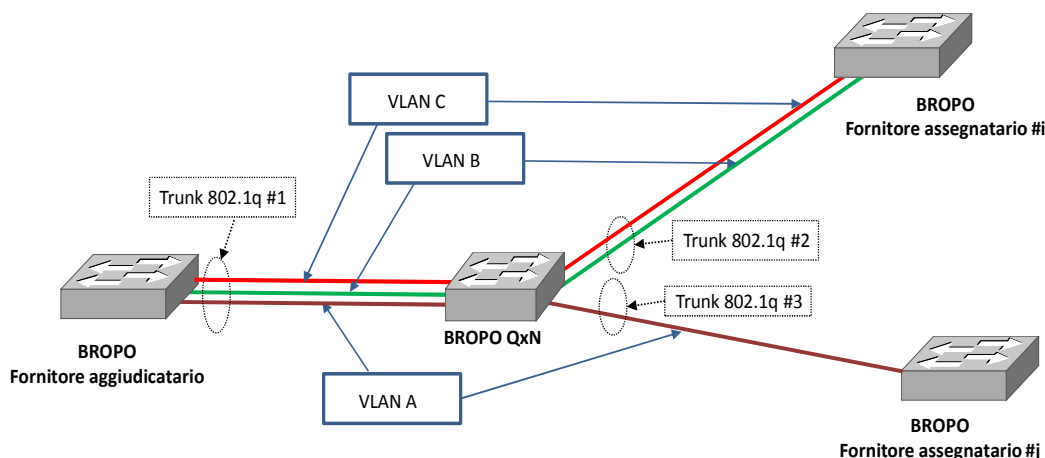 VLAN C
BROPO
Fornitore assegnatario #i
VLAN B
Trunk 802.1q #1
Trunk 802.1q #2
Trunk 802.1q #3
BROPO QxN
BROPO
Fornitore aggiudicatario
VLAN A
BROPO
Fornitore assegnatario #j